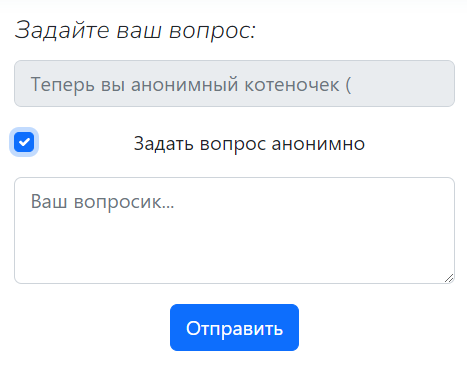 Задайте ваш вопрос:
Теперь вы анонимный котеночек (
Задать вопрос анонимно
Ваш вопросик...
Отправить